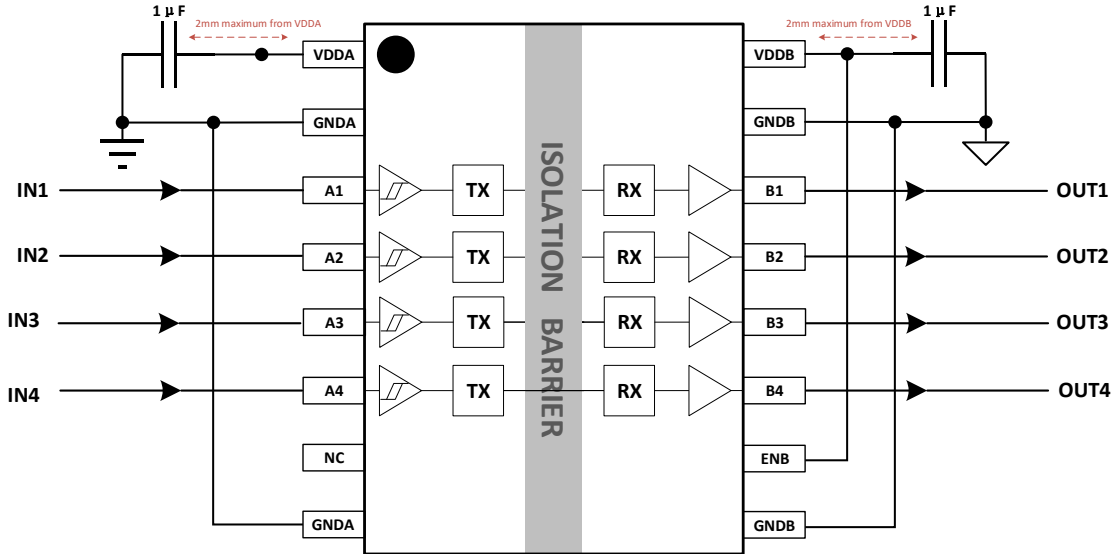 1 µ F
2mm maximum from VDDA
2mm maximum from VDDB
1 µ F
VDDA
VDDB
GNDA
GNDB
ISOLATION BARRIER
IN1
A1
TX
RX
B1
OUT1
IN2
A2
TX
RX
B2
OUT2
IN3
A3
TX
RX
B3
OUT3
IN4
A4
TX
RX
B4
OUT4
NC
ENB
GNDA
GNDB